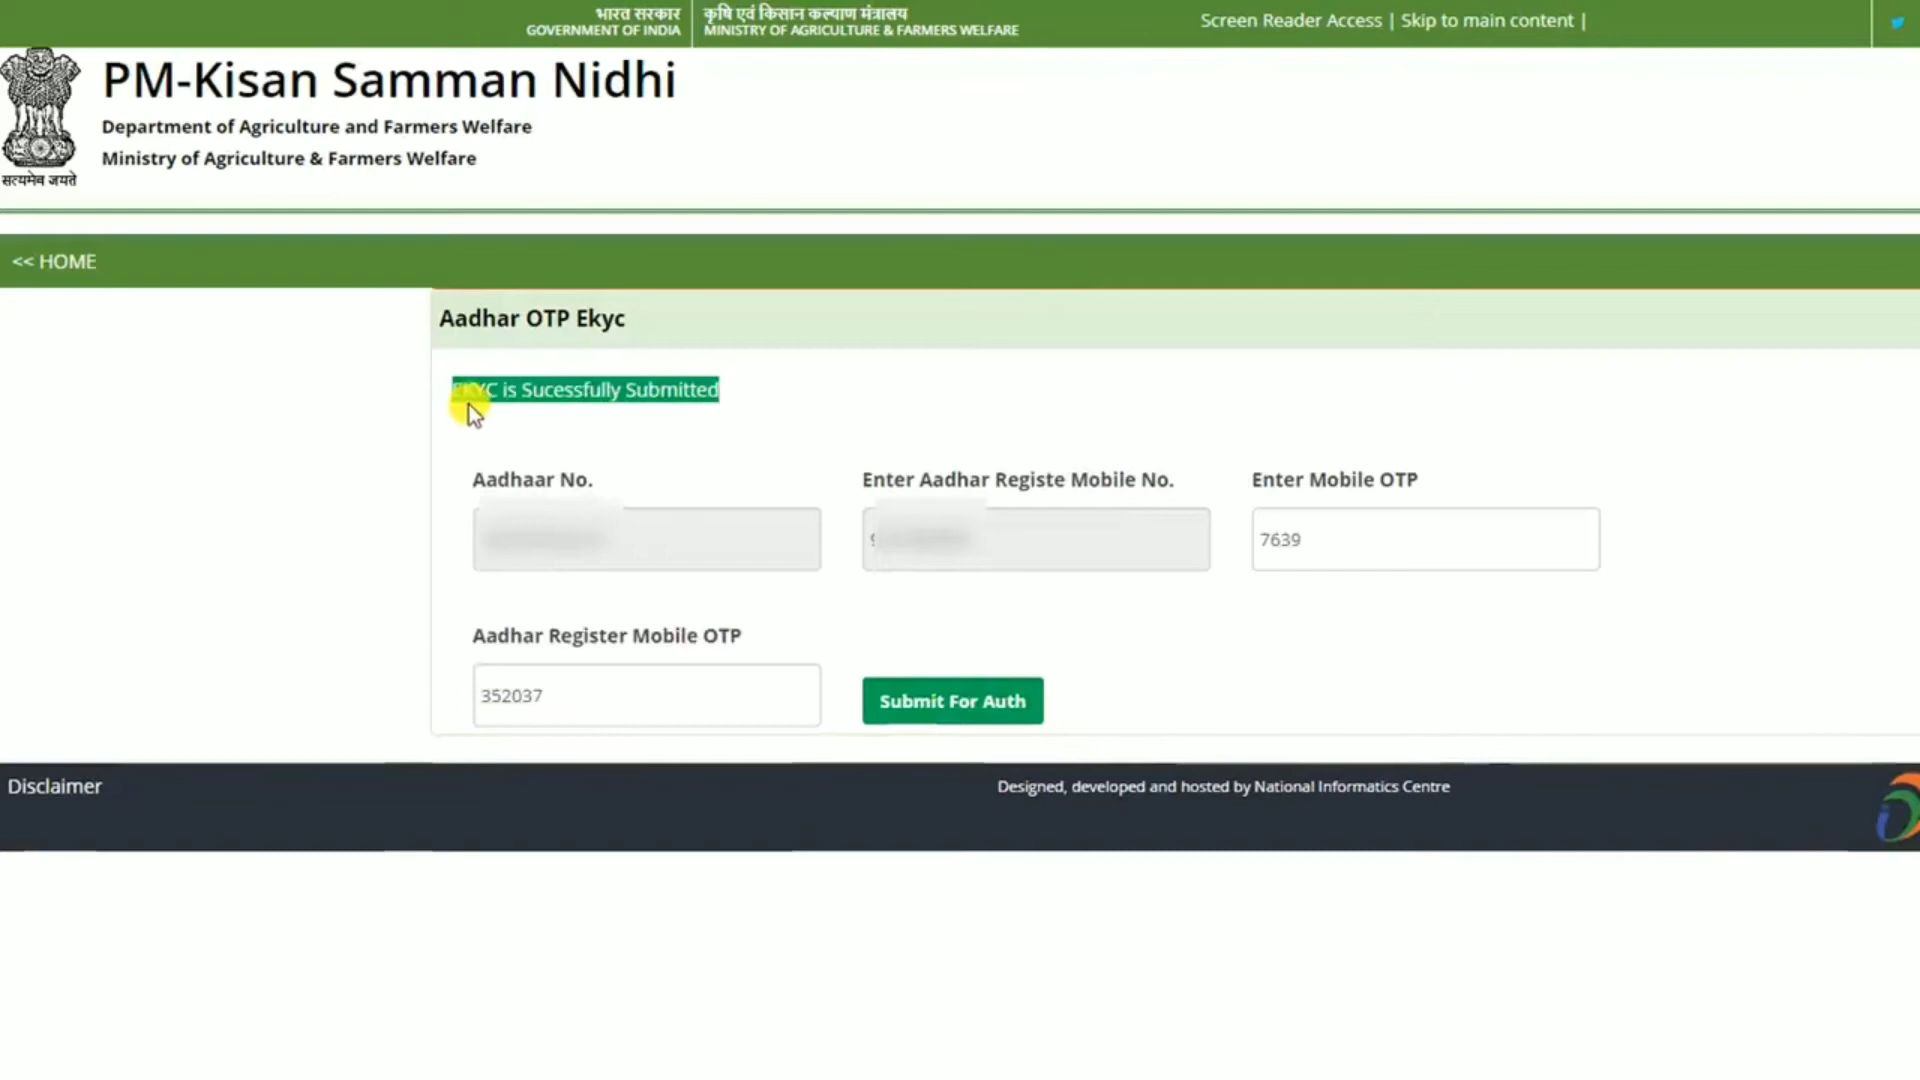 भारत सरकार
GOVERNMENT OF INDIA
कृषि एवं किसान कल्याण मंत्रालय
MINISTRY OF AGRICULTURE & FARMERS WELFARE
Screen Reader Access | Skip to main content |
PM-Kisan Samman Nidhi
Department of Agriculture and Farmers Welfare
Ministry of Agriculture & Farmers Welfare
सत्यमेव जयते
<< HOME
Aadhar OTP Ekyc
EKYC is Sucessfully Submitted
Aadhaar No.
Enter Aadhar Registe Mobile No.
Enter Mobile OTP
7639
Aadhar Register Mobile OTP
352037
Submit For Auth
Disclaimer
Designed, developed and hosted by National Informatics Centre